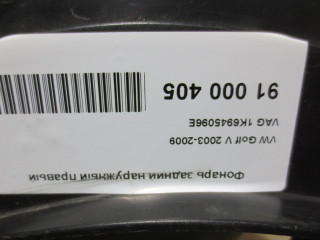 Фонарь задний наружный правый
VW Golf V 2003-2009
VAG 1K6945096E
91 000 405